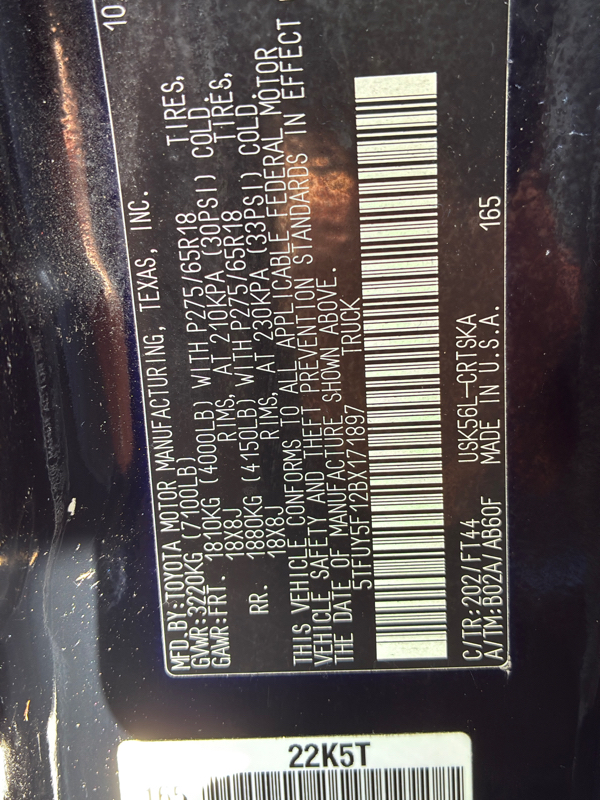 10
MFD.BY:TOYOTA MOTOR MANUFACTURING, TEXAS, INC.
GVWR:3220KG (7100LB)
GAWR:FRT. 1810KG (4000LB) WITH P275/65R18 TIRES,
18X8J RIMS, AT 210KPA (30PSI) COLD.
RR. 1880KG (4150LB) WITH P275/65R18 TIRES,
18X8J RIMS, AT 230KPA (33PSI) COLD.
THIS VEHICLE CONFORMS TO ALL APPLICABLE FEDERAL MOTOR
VEHICLE SAFETY AND THEFT PREVENTION STANDARDS IN EFFECT
THE DATE OF MANUFACTURE SHOWN ABOVE.
5TFUY5F12BX171897 TRUCK
C/TR:202/FT44 USK56L-CRTSKA 165
A/TM:B02A/AB60F MADE IN U.S.A.
22K5T